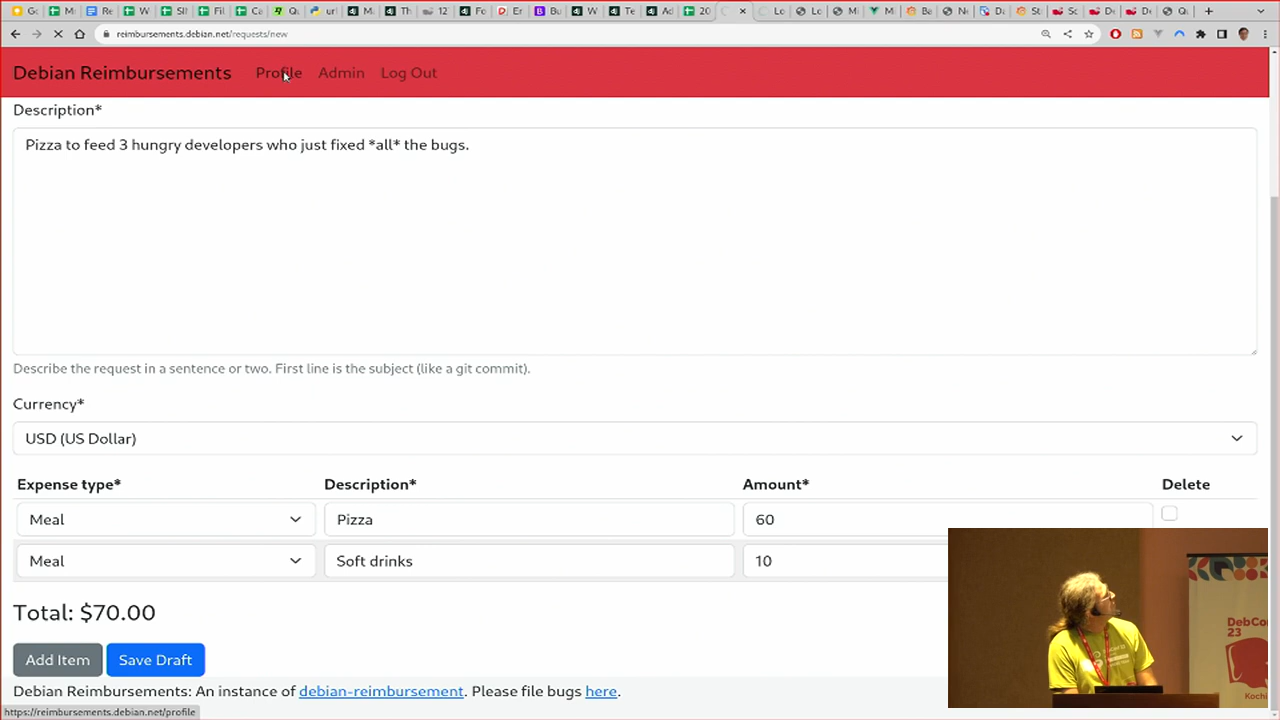 reimbursements.debian.net/requests/new
Debian Reimbursements Profile Admin Log Out
Description*
Pizza to feed 3 hungry developers who just fixed *all* the bugs.
Describe the request in a sentence or two. First line is the subject (like a git commit).
Currency*
USD (US Dollar)
Expense type* Description* Amount* Delete
Meal Pizza 60
Meal Soft drinks 10
Total: $70.00
Add Item Save Draft
Debian Reimbursements: An instance of debian-reimbursement. Please file bugs here.
https://reimbursements.debian.net/profile
DebCon
23
Kochi